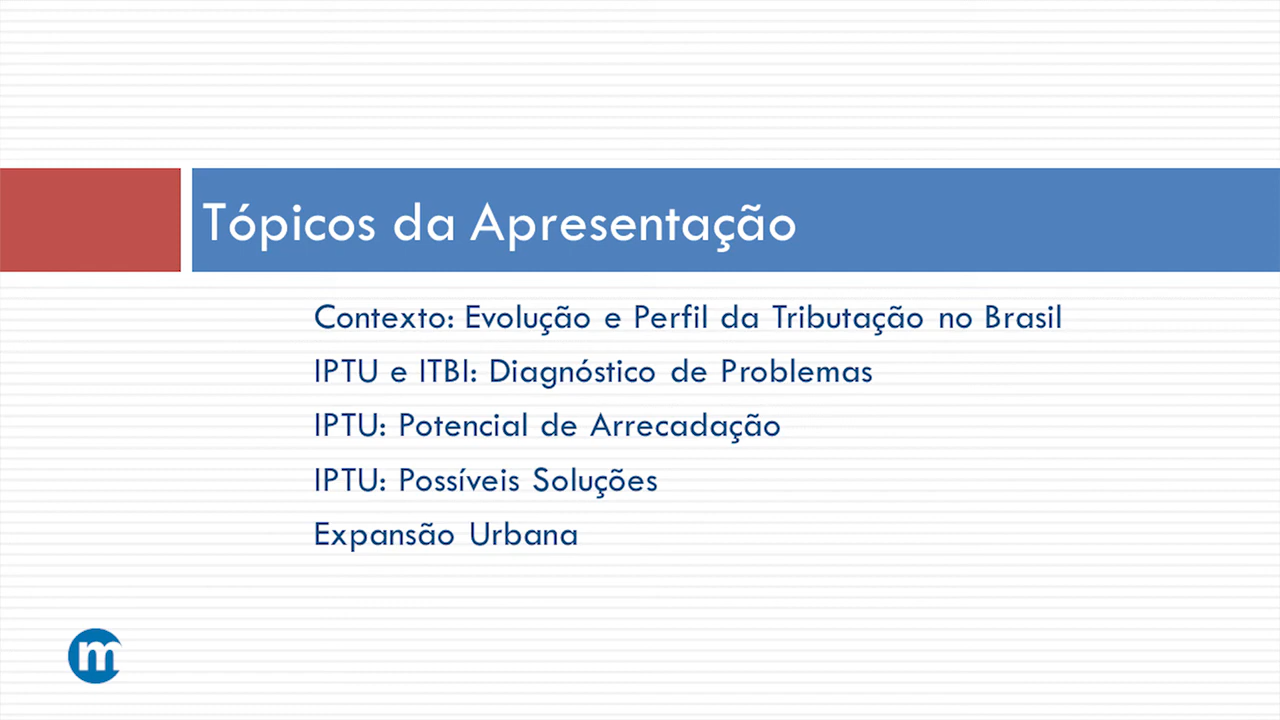 Tópicos da Apresentação
Contexto: Evolução e Perfil da Tributação no Brasil
IPTU e ITBI: Diagnóstico de Problemas
IPTU: Potencial de Arrecadação
IPTU: Possíveis Soluções
Expansão Urbana
m